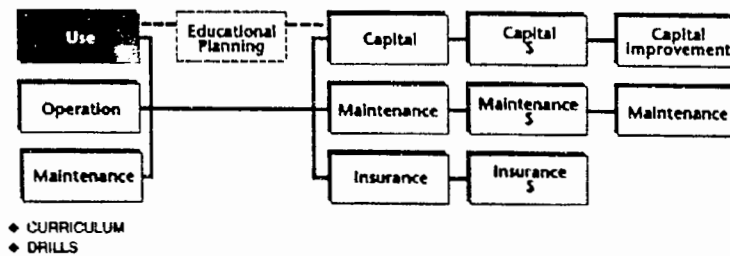 Use
Educational
Planning
Capital
Capital
$
Capital
Improvement
Operation
Maintenance
Maintenance
$
Maintenance
Maintenance
Insurance
Insurance
$
◆ CURRICULUM
◆ DRILLS